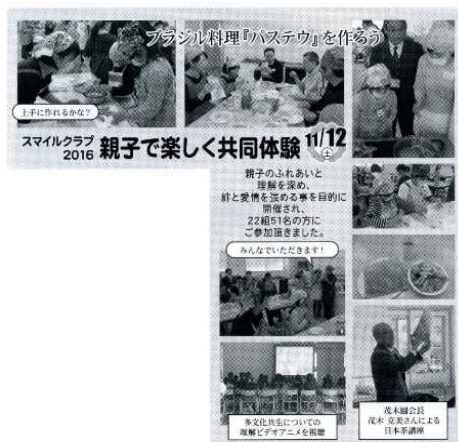 ブラジル料理『パステウ』を作ろう
上手に作れるかな?
スマイルクラブ
2016
親子で楽しく共同体験
11/12
土
親子のふれあいと
理解を深め、
絆と愛情を強める事を目的に
開催され、
22組51名の方に
ご参加頂きました。
みんなでいただきます!
多文化共生についての
理解ビデオアニメを視聴
茂木園会長
茂木 克美さんによる
日本茶講座